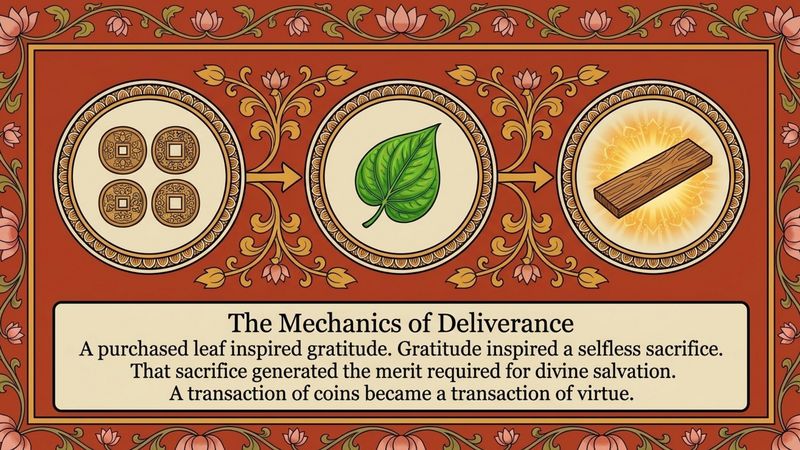 The Mechanics of Deliverance
A purchased leaf inspired gratitude. Gratitude inspired a selfless sacrifice.
That sacrifice generated the merit required for divine salvation.
A transaction of coins became a transaction of virtue.